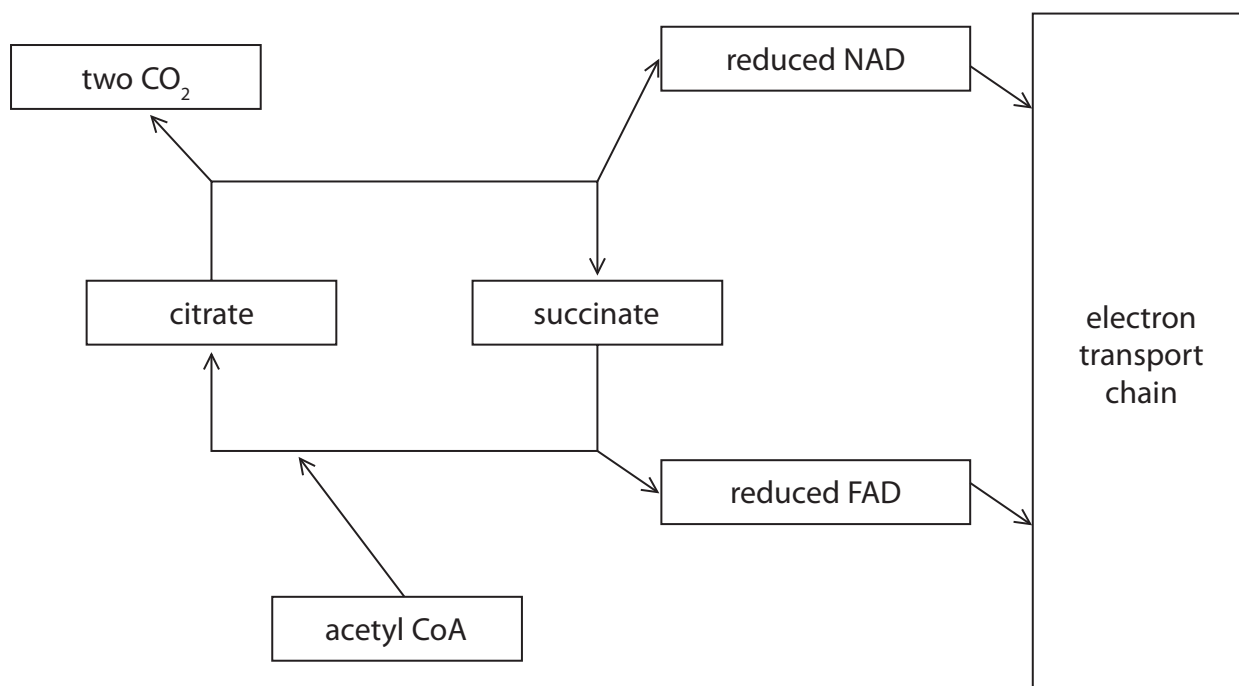 reduced NAD
two CO₂
citrate
succinate
electron
transport
chain
reduced FAD
acetyl CoA